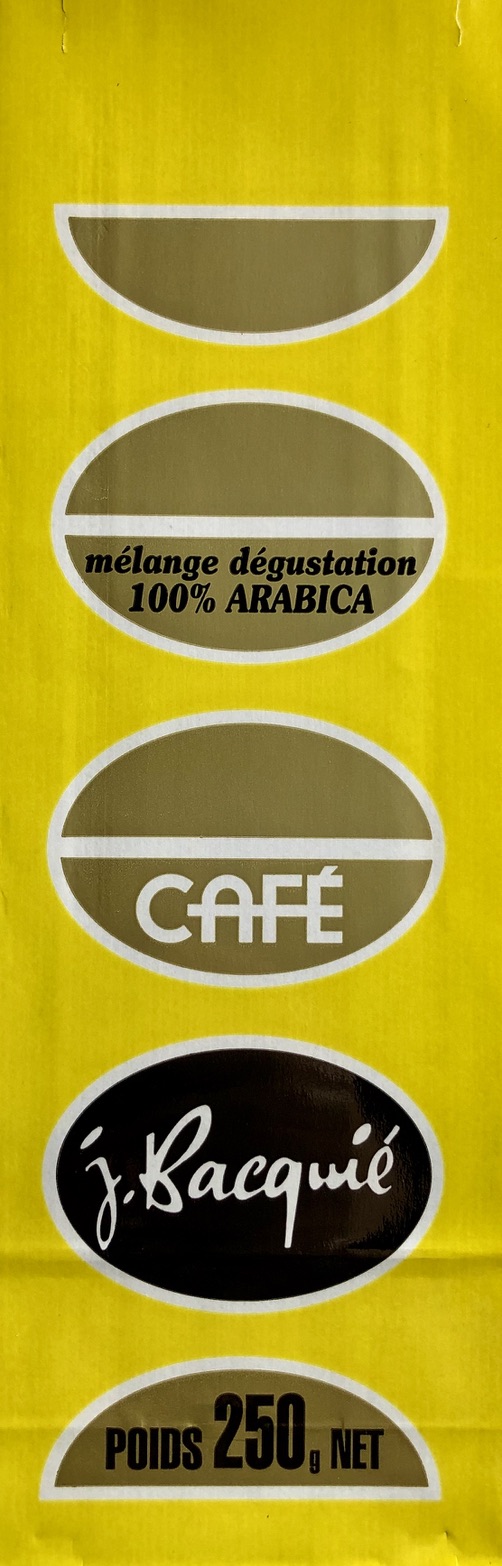 mélange dégustation
100% ARABICA
CAFÉ
j. Bacquié
POIDS 250g NET